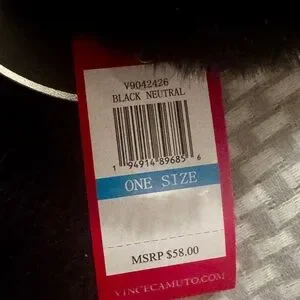 V9042426
BLACK NEUTRAL
1 94914 89685 6
ONE SIZE
MSRP $58.00
VINCECAMUTO.COM